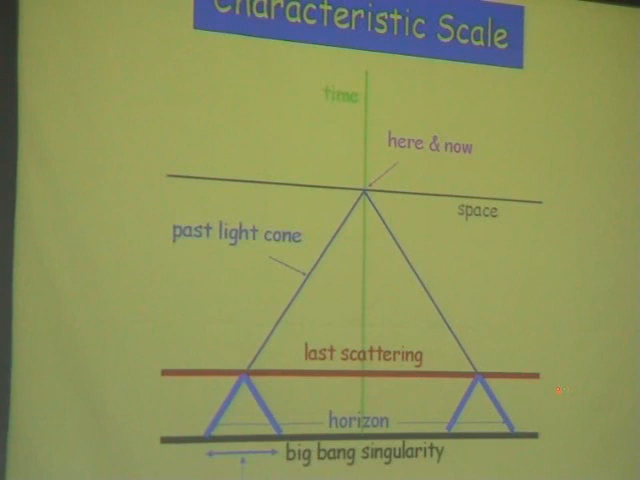 Characteristic Scale
time
here & now
space
past light cone
last scattering
horizon
big bang singularity